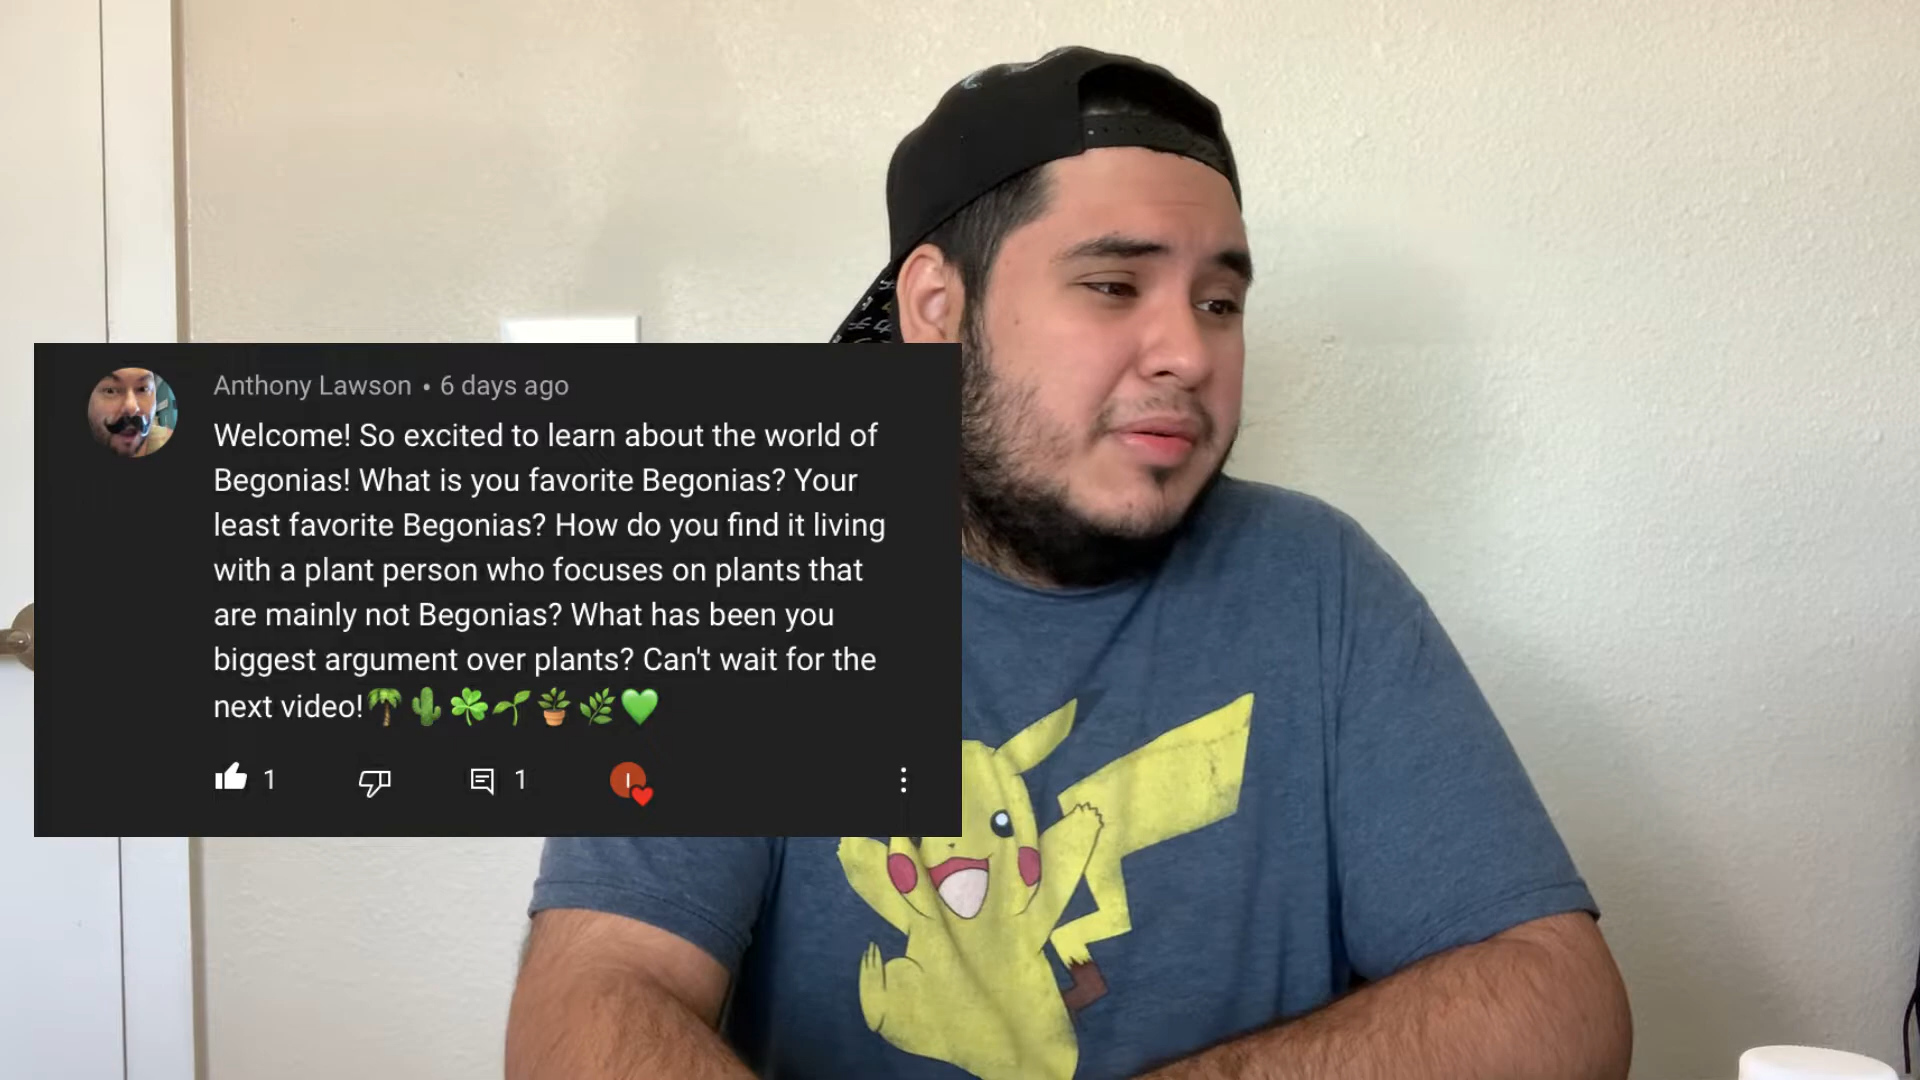 Anthony Lawson • 6 days ago
Welcome! So excited to learn about the world of
Begonias! What is you favorite Begonias? Your
least favorite Begonias? How do you find it living
with a plant person who focuses on plants that
are mainly not Begonias? What has been you
biggest argument over plants? Can't wait for the
next video!🌴🌵☘️🌱🪴🌿💚
1 1 I